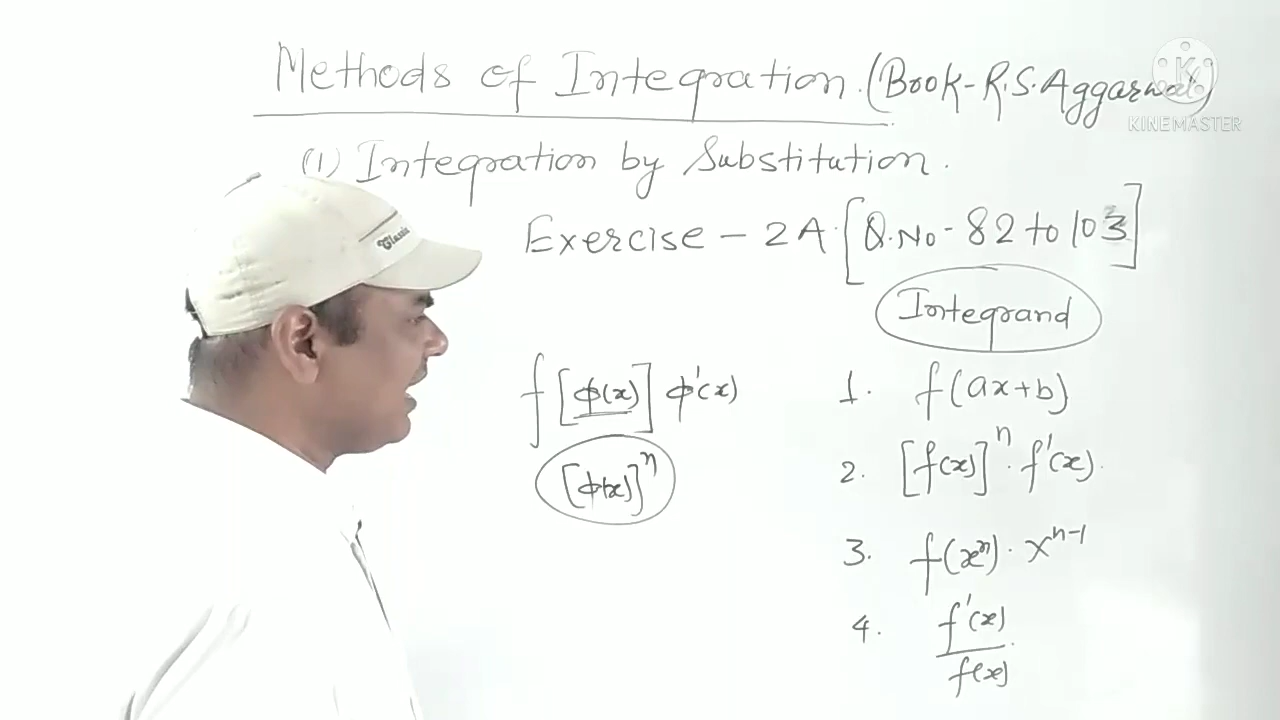 Methods of Integration. (Book-R.S.Aggarwal)
KINEMASTER
(1) Integration by Substitution.
Classic
Exercise - 2A. [Q.No - 82 to 103]
Integrand
f[ϕ(x)] ϕ'(x)
[ϕ(x)]ⁿ
1. f(ax+b)
2. [f(x)]ⁿ · f'(x).
3. f(xⁿ) · xⁿ⁻¹
4. f'(x)/f(x).